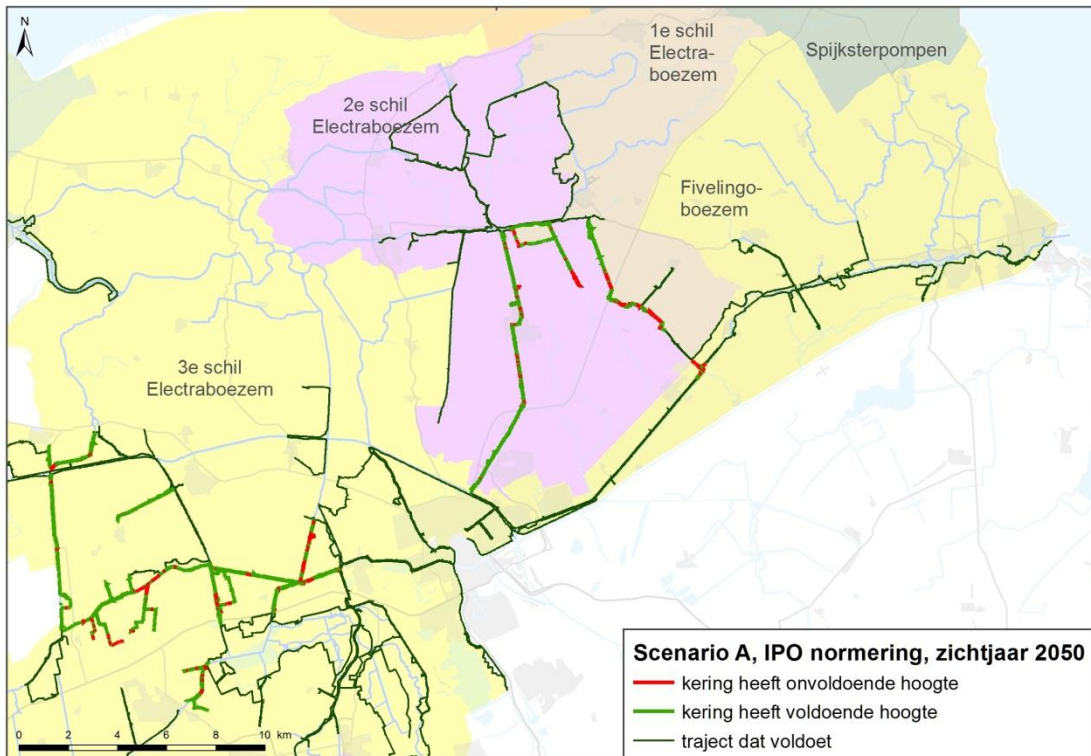 N
1e schil
Electra-
boezem
Spijksterpompen
2e schil
Electraboezem
Fivelingo-
boezem
3e schil
Electraboezem
Scenario A, IPO normering, zichtjaar 2050
kering heeft onvoldoende hoogte
kering heeft voldoende hoogte
traject dat voldoet
0 2 4 6 8 10 km